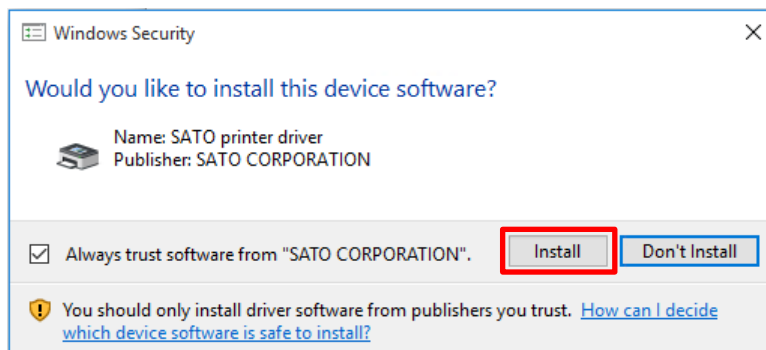 Windows Security
Would you like to install this device software?
Name: SATO printer driver
Publisher: SATO CORPORATION
Always trust software from "SATO CORPORATION".
Install
Don't Install
You should only install driver software from publishers you trust. How can I decide
which device software is safe to install?